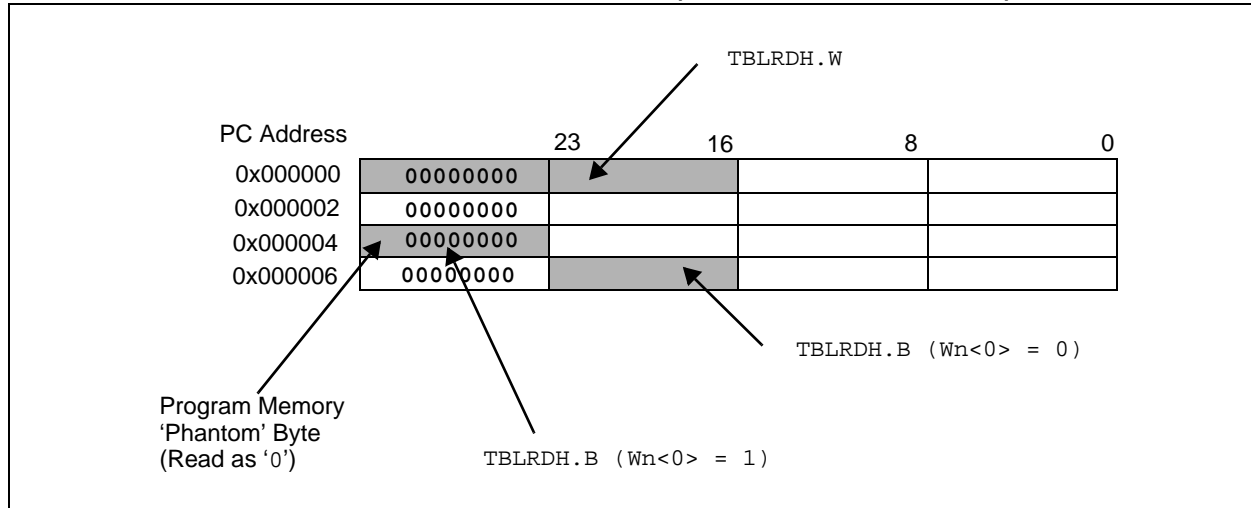 TBLRDH.W
PC Address 23 16 8 0
0x000000 00000000
0x000002 00000000
0x000004 00000000
0x000006 00000000
TBLRDH.B (Wn<0> = 0)
Program Memory
'Phantom' Byte
(Read as '0')
TBLRDH.B (Wn<0> = 1)